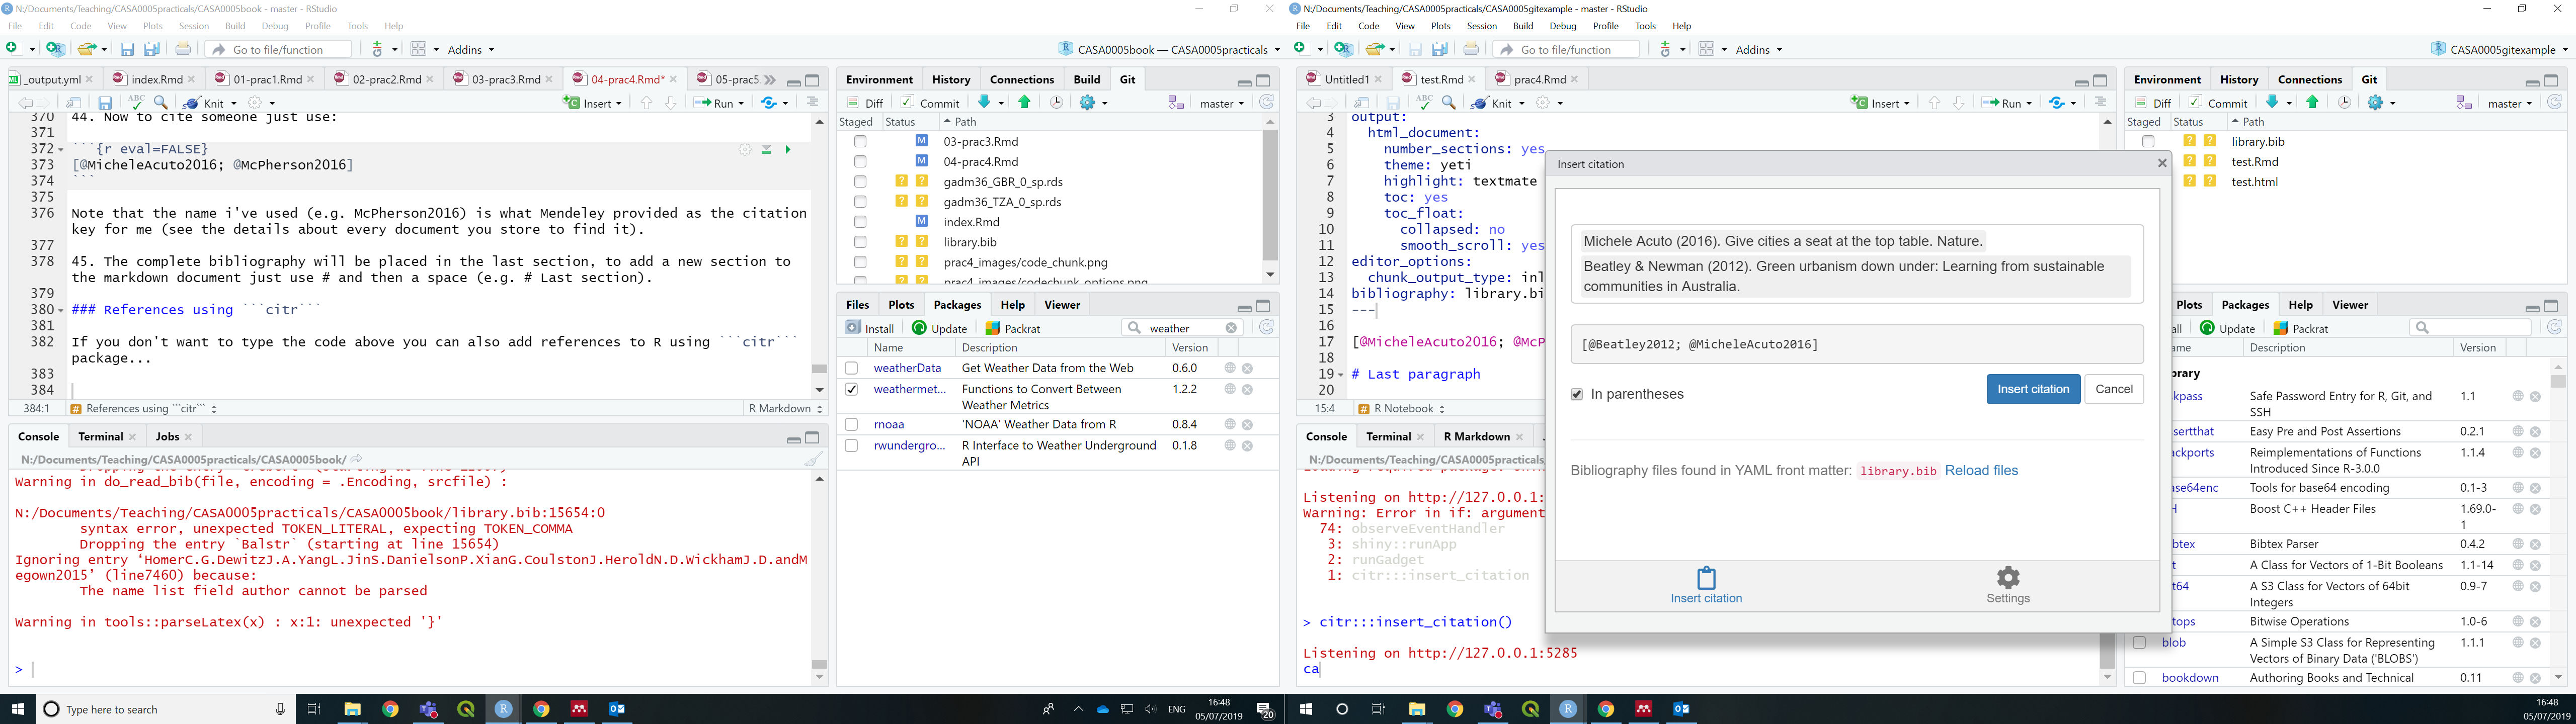 N:/Documents/Teaching/CASA0005practicals/CASA0005book - master - RStudio
File Edit Code View Plots Session Build Debug Profile Tools Help
Go to file/function Addins CASA0005book — CASA0005practicals
_output.yml index.Rmd 01-prac1.Rmd 02-prac2.Rmd 03-prac3.Rmd 04-prac4.Rmd* 05-prac5
ABC Knit Insert Run
370 44. Now to cite someone just use:
371
372 ```{r eval=FALSE}
373 [@MicheleAcuto2016; @McPherson2016]
374 ```
375
376 Note that the name i've used (e.g. McPherson2016) is what Mendeley provided as the citation
key for me (see the details about every document you store to find it).
377
378 45. The complete bibliography will be placed in the last section, to add a new section to
the markdown document just use # and then a space (e.g. # Last section).
379
380 ### References using ```citr```
381
382 If you don't want to type the code above you can also add references to R using ```citr```
package...
383
384
384:1 References using ```citr``` R Markdown
Console Terminal Jobs
N:/Documents/Teaching/CASA0005practicals/CASA0005book/
Warning in do_read_bib(file, encoding = .Encoding, srcfile) :
N:/Documents/Teaching/CASA0005practicals/CASA0005book/library.bib:15654:0
syntax error, unexpected TOKEN_LITERAL, expecting TOKEN_COMMA
Dropping the entry `Balstr` (starting at line 15654)
Ignoring entry ‘HomerC.G.DewitzJ.A.YangL.JinS.DanielsonP.XianG.CoulstonJ.HeroldN.D.WickhamJ.D.andM
egown2015’ (line7460) because:
The name list field author cannot be parsed
Warning in tools::parseLatex(x) : x:1: unexpected '}'
>
Environment History Connections Build Git
Diff Commit master
Staged Status Path
M 03-prac3.Rmd
M 04-prac4.Rmd
? ? gadm36_GBR_0_sp.rds
? ? gadm36_TZA_0_sp.rds
M index.Rmd
? ? library.bib
? ? prac4_images/code_chunk.png
? ? prac4_images/codechunk_options.png
Files Plots Packages Help Viewer
Install Update Packrat weather
Name Description Version
weatherData Get Weather Data from the Web 0.6.0
weathermet... Functions to Convert Between 1.2.2
Weather Metrics
rnoaa 'NOAA' Weather Data from R 0.8.4
rwundergro... R Interface to Weather Underground 0.1.8
API
Type here to search
ENG 16:48
05/07/2019 20
N:/Documents/Teaching/CASA0005practicals/CASA0005gitexample - master - RStudio
File Edit Code View Plots Session Build Debug Profile Tools Help
Go to file/function Addins CASA0005gitexample
Untitled1 test.Rmd prac4.Rmd
ABC Knit Insert Run
3 output:
4 html_document:
5 number_sections: yes
6 theme: yeti
7 highlight: textmate
8 toc: yes
9 toc_float:
10 collapsed: no
11 smooth_scroll: yes
12 editor_options:
13 chunk_output_type: inl
14 bibliography: library.bi
15 ---
16
17 [@MicheleAcuto2016; @McP
18
19 # Last paragraph
20
15:4 R Notebook
Console Terminal R Markdown
N:/Documents/Teaching/CASA0005practicals
Listening on http://127.0.0.1:
Warning: Error in if: argument
74: observeEventHandler
3: shiny::runApp
2: runGadget
1: citr:::insert_citation
> citr:::insert_citation()
Listening on http://127.0.0.1:5285
ca
Insert citation
Michele Acuto (2016). Give cities a seat at the top table. Nature.
Beatley & Newman (2012). Green urbanism down under: Learning from sustainable
communities in Australia.
[@Beatley2012; @MicheleAcuto2016]
In parentheses Insert citation Cancel
Bibliography files found in YAML front matter: library.bib Reload files
Insert citation Settings
Environment History Connections Git
Diff Commit master
Staged Status Path
? ? library.bib
? ? test.Rmd
? ? test.html
Plots Packages Help Viewer
all Update Packrat
ame Description Version
brary
kpass Safe Password Entry for R, Git, and 1.1
SSH
sertthat Easy Pre and Post Assertions 0.2.1
ckports Reimplementations of Functions 1.1.4
Introduced Since R-3.0.0
se64enc Tools for base64 encoding 0.1-3
H Boost C++ Header Files 1.69.0-
1
btex Bibtex Parser 0.4.2
t A Class for Vectors of 1-Bit Booleans 1.1-14
t64 A S3 Class for Vectors of 64bit 0.9-7
Integers
tops Bitwise Operations 1.0-6
blob A Simple S3 Class for Representing 1.1.1
Vectors of Binary Data ('BLOBS')
bookdown Authoring Books and Technical 0.11
16:48
05/07/2019